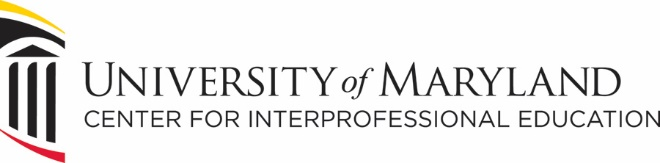 UNIVERSITY of MARYLAND
CENTER FOR INTERPROFESSIONAL EDUCATION